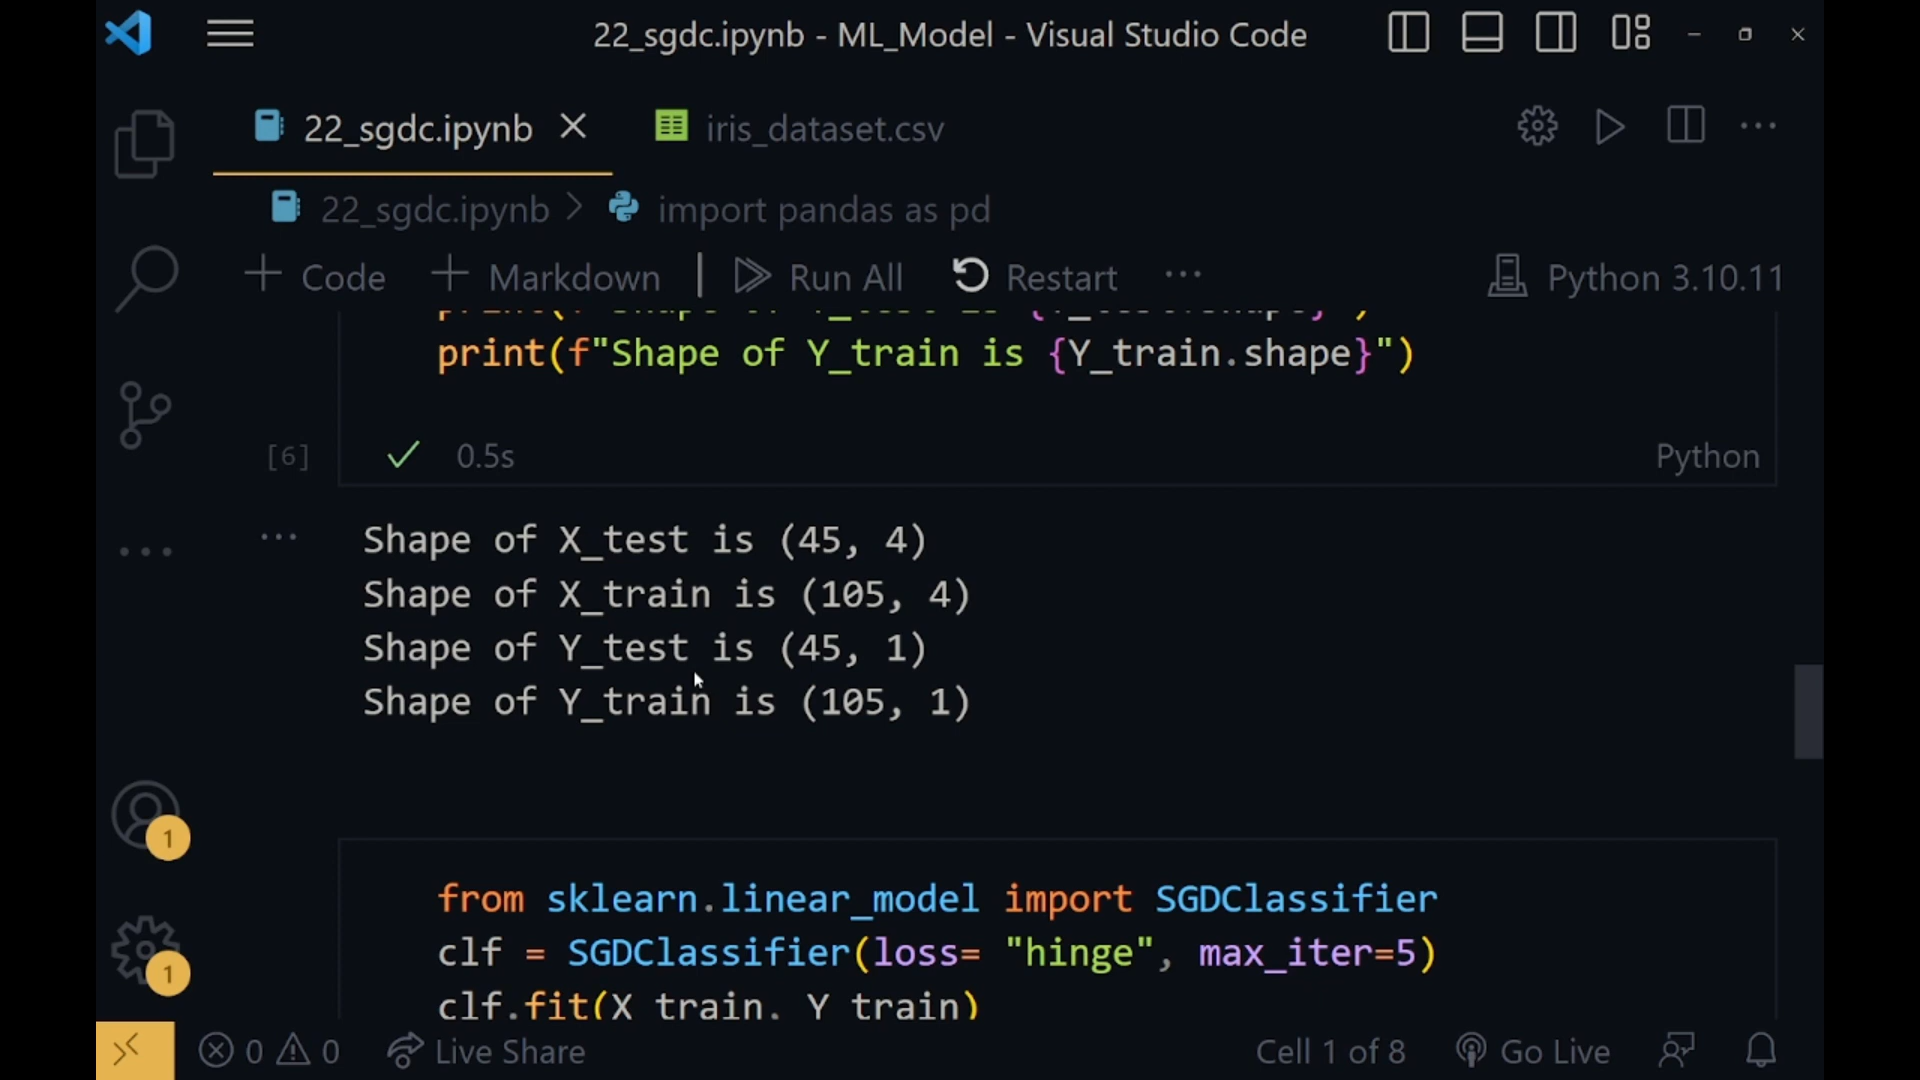 22_sgdc.ipynb - ML_Model - Visual Studio Code
22_sgdc.ipynb
iris_dataset.csv
22_sgdc.ipynb > import pandas as pd
+ Code + Markdown | Run All Restart ... Python 3.10.11
print(f"Shape of Y_train is {Y_train.shape}")
[6] 0.5s Python
Shape of X_test is (45, 4)
Shape of X_train is (105, 4)
Shape of Y_test is (45, 1)
Shape of Y_train is (105, 1)
1
from sklearn.linear_model import SGDClassifier
1
clf = SGDClassifier(loss= "hinge", max_iter=5)
clf.fit(X train. Y train)
0 0 Live Share Cell 1 of 8 Go Live